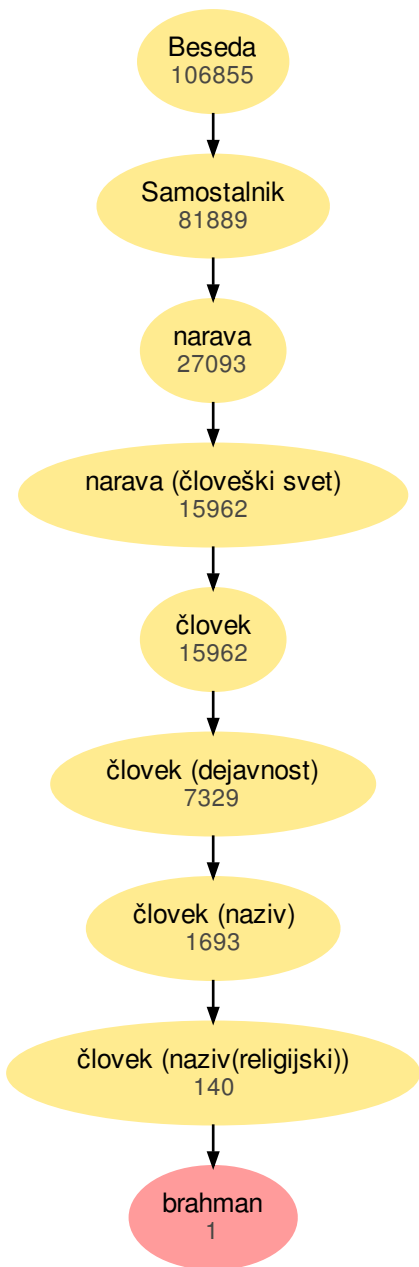 Beseda
106855
Samostalnik
81889
narava
27093
narava (človeški svet)
15962
človek
15962
človek (dejavnost)
7329
človek (naziv)
1693
človek (naziv(religijski))
140
brahman
1